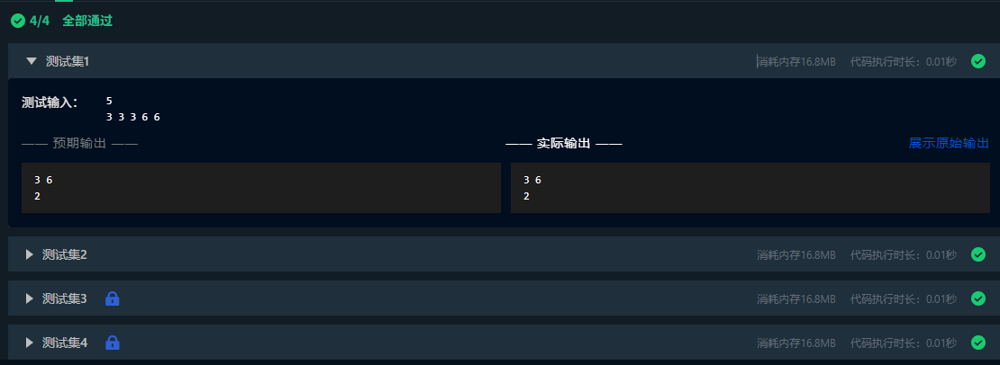 4/4 全部通过
测试集1 消耗内存16.8MB 代码执行时长：0.01秒
测试输入： 5
3 3 3 6 6
—— 预期输出 —— —— 实际输出 —— 展示原始输出
3 6 3 6
2 2
测试集2 消耗内存16.8MB 代码执行时长：0.01秒
测试集3 消耗内存16.8MB 代码执行时长：0.01秒
测试集4 消耗内存16.8MB 代码执行时长：0.01秒